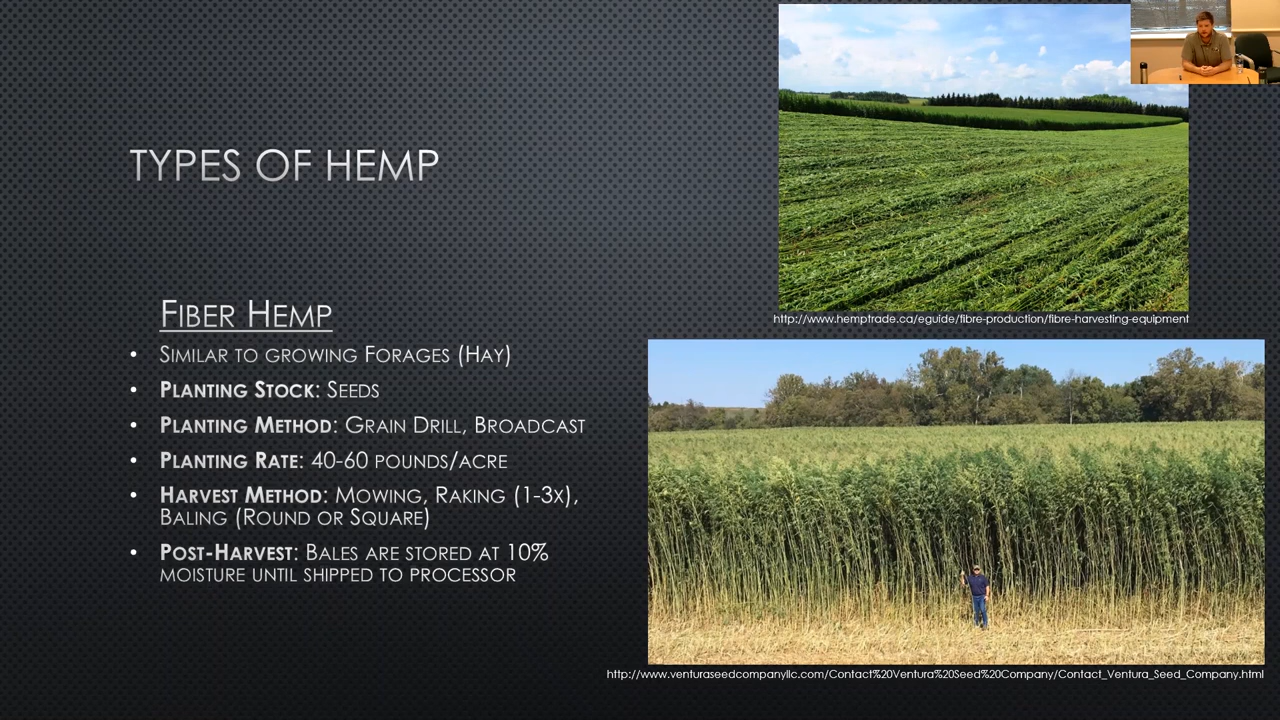 TYPES OF HEMP
FIBER HEMP
• SIMILAR TO GROWING FORAGES (HAY)
• PLANTING STOCK: SEEDS
• PLANTING METHOD: GRAIN DRILL, BROADCAST
• PLANTING RATE: 40-60 POUNDS/ACRE
• HARVEST METHOD: MOWING, RAKING (1-3X),
BALING (ROUND OR SQUARE)
• POST-HARVEST: BALES ARE STORED AT 10%
MOISTURE UNTIL SHIPPED TO PROCESSOR
http://www.hemptrade.ca/eguide/fibre-production/fibre-harvesting-equipment
http://www.venturaseedcompanyllc.com/Contact%20Ventura%20Seed%20Company/Contact_Ventura_Seed_Company.html